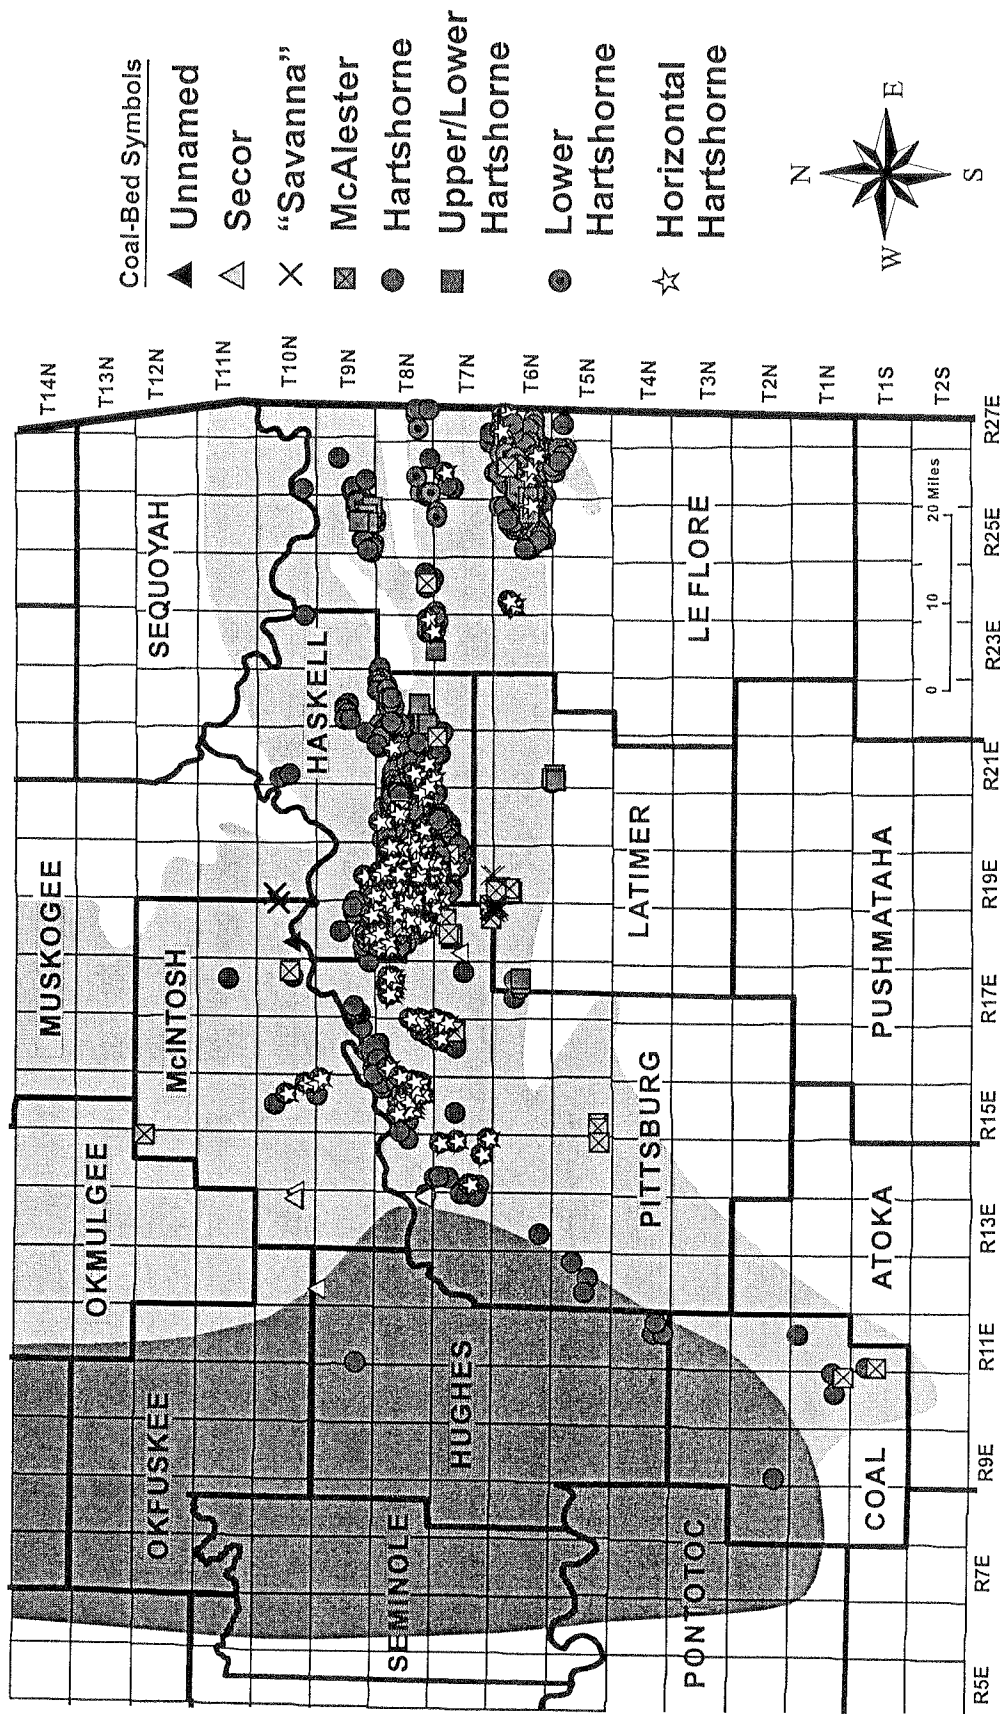 Coal-Bed Symbols
Unnamed
Secor
“Savanna”
McAlester
Hartshorne
Upper/Lower
Hartshorne
Lower
Hartshorne
Horizontal
Hartshorne
N
W
E
S
T14N
T13N
T12N
T11N
T10N
T9N
T8N
T7N
T6N
T5N
T4N
T3N
T2N
T1N
T1S
T2S
R5E
R7E
R9E
R11E
R13E
R15E
R17E
R19E
R21E
R23E
R25E
R27E
OKFUSKEE
OKMULGEE
MUSKOGEE
McINTOSH
SEQUOYAH
HASKELL
SEMINOLE
HUGHES
PITTSBURG
LATIMER
LE FLORE
PONTOTOC
COAL
ATOKA
PUSHMATAHA
0 10 20 Miles